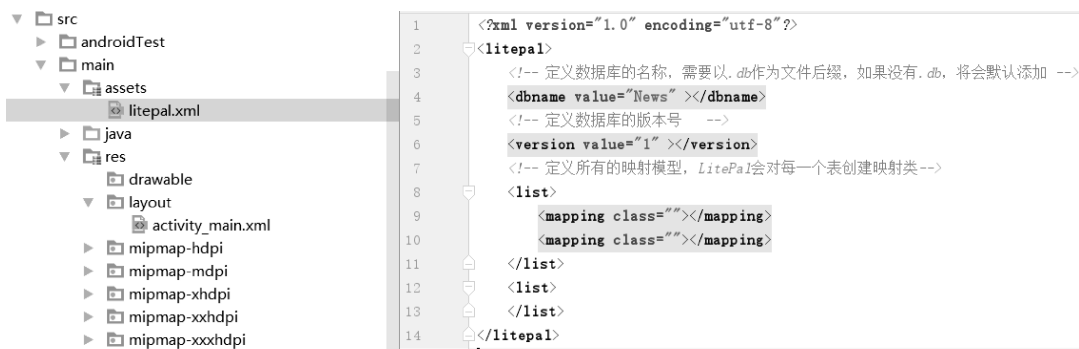 src
androidTest
main
assets
litepal.xml
java
res
drawable
layout
activity_main.xml
mipmap-hdpi
mipmap-mdpi
mipmap-xhdpi
mipmap-xxhdpi
mipmap-xxxhdpi
1 <?xml version="1.0" encoding="utf-8"?>
2 <litepal>
3 <!-- 定义数据库的名称，需要以.db作为文件后缀，如果没有.db，将会默认添加 -->
4 <dbname value="News" ></dbname>
5 <!-- 定义数据库的版本号 -->
6 <version value="1" ></version>
7 <!-- 定义所有的映射模型，LitePal会对每一个表创建映射类-->
8 <list>
9 <mapping class=""></mapping>
10 <mapping class=""></mapping>
11 </list>
12 <list>
13 </list>
14 </litepal>